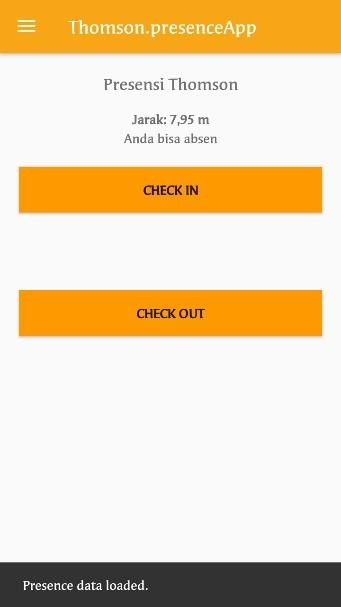 Thomson.presenceApp
Presensi Thomson
Jarak: 7,95 m
Anda bisa absen
CHECK IN
CHECK OUT
Presence data loaded.